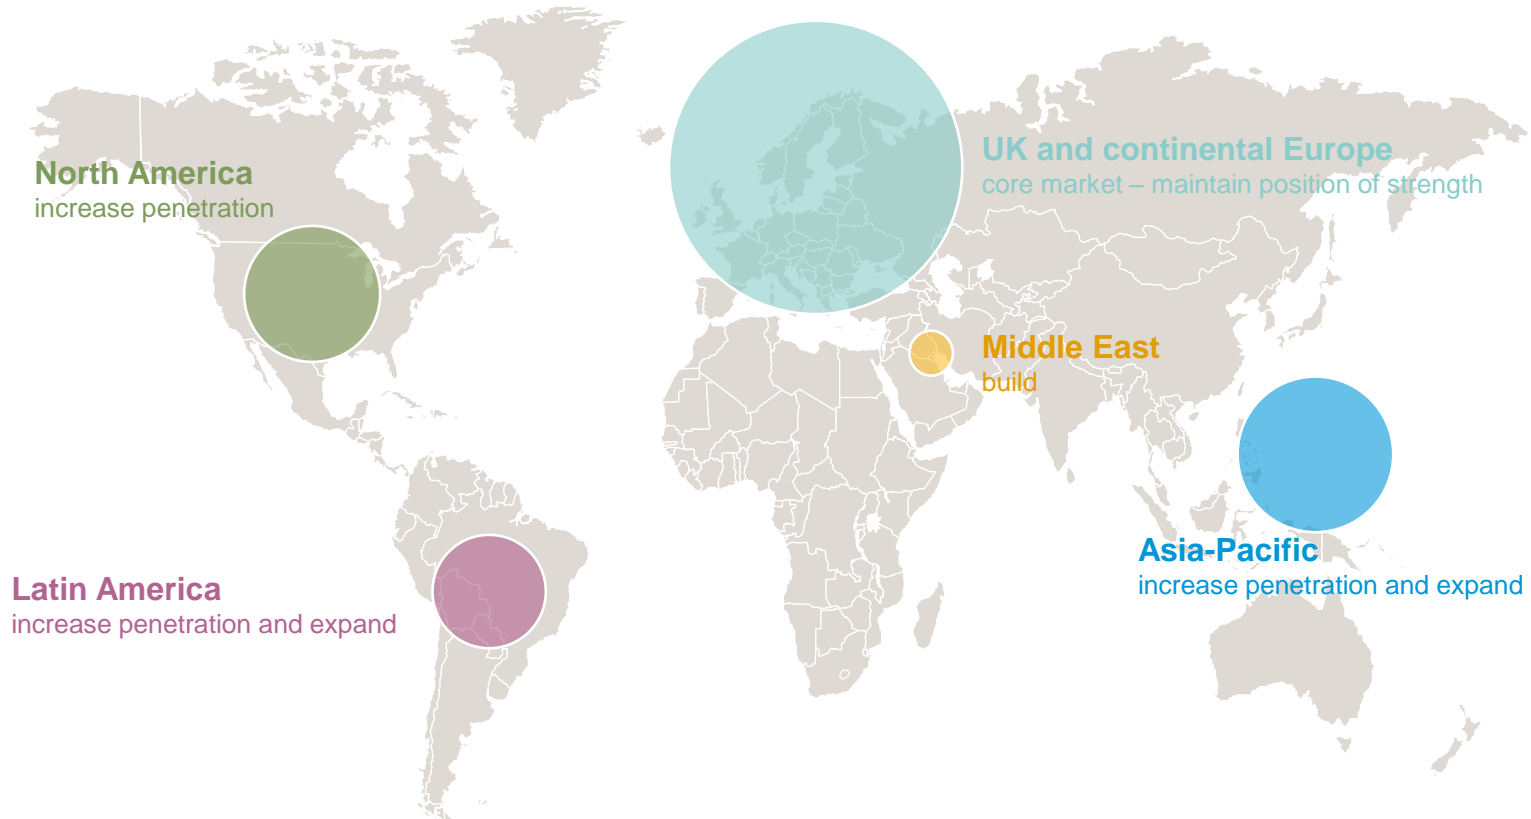 UK and continental Europe
core market – maintain position of strength
North America
increase penetration
Middle East
build
Asia-Pacific
increase penetration and expand
Latin America
increase penetration and expand